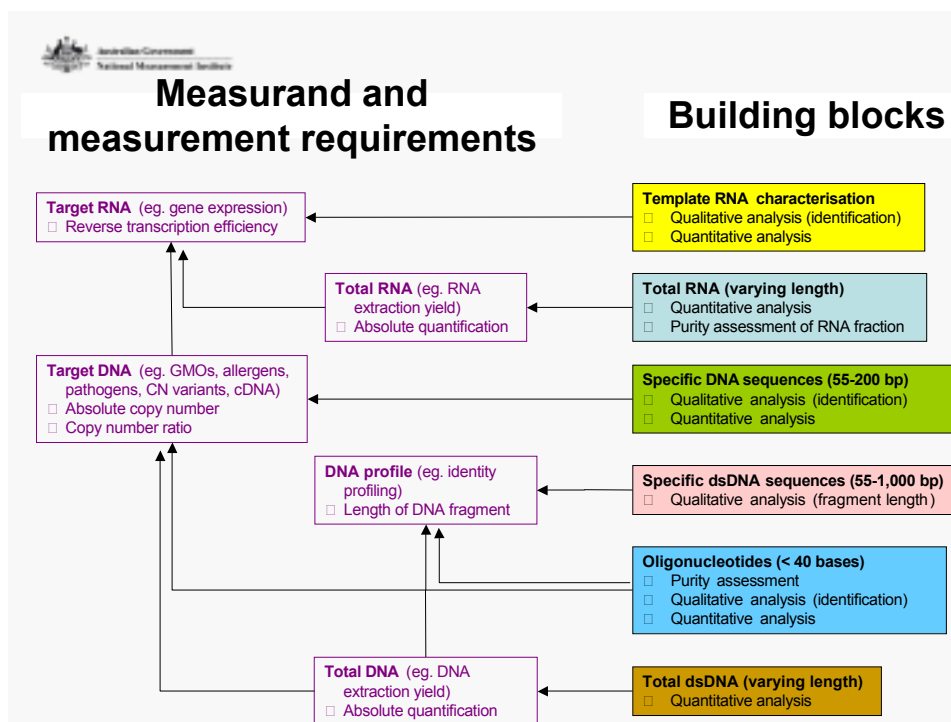 Australian Government
National Measurement Institute
Measurand and
measurement requirements
Building blocks
Target RNA (eg. gene expression)
□ Reverse transcription efficiency
Template RNA characterisation
□ Qualitative analysis (identification)
□ Quantitative analysis
Total RNA (eg. RNA
extraction yield)
□ Absolute quantification
Total RNA (varying length)
□ Quantitative analysis
□ Purity assessment of RNA fraction
Target DNA (eg. GMOs, allergens,
pathogens, CN variants, cDNA)
□ Absolute copy number
□ Copy number ratio
Specific DNA sequences (55-200 bp)
□ Qualitative analysis (identification)
□ Quantitative analysis
DNA profile (eg. identity
profiling)
□ Length of DNA fragment
Specific dsDNA sequences (55-1,000 bp)
□ Qualitative analysis (fragment length)
Oligonucleotides (< 40 bases)
□ Purity assessment
□ Qualitative analysis (identification)
□ Quantitative analysis
Total DNA (eg. DNA
extraction yield)
□ Absolute quantification
Total dsDNA (varying length)
□ Quantitative analysis